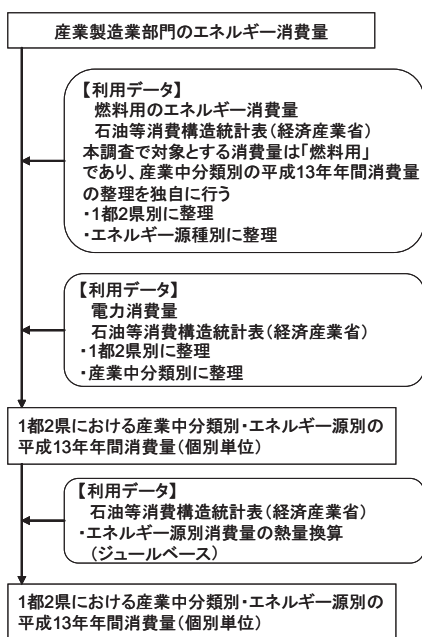 産業製造業部門のエネルギー消費量
【利用データ】
燃料用のエネルギー消費量
石油等消費構造統計表(経済産業省)
本調査で対象とする消費量は「燃料用」
であり、産業中分類別の平成13年年間消費量
の整理を独自に行う
・1都2県別に整理
・エネルギー源種別に整理
【利用データ】
電力消費量
石油等消費構造統計表(経済産業省)
・1都2県別に整理
・産業中分類別に整理
1都2県における産業中分類別・エネルギー源別の
平成13年年間消費量(個別単位)
【利用データ】
石油等消費構造統計表(経済産業省)
・エネルギー源別消費量の熱量換算
(ジュールベース)
1都2県における産業中分類別・エネルギー源別の
平成13年年間消費量(個別単位)